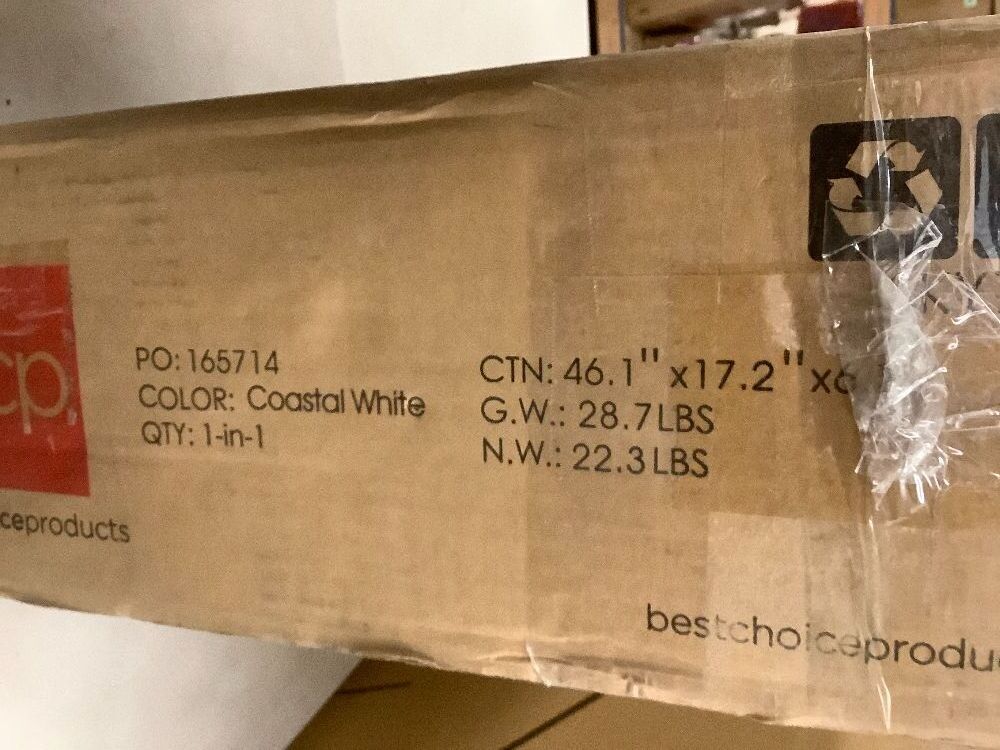 cp.
PO: 165714
COLOR: Coastal White
QTY: 1-in-1
CTN: 46.1"x17.2"x
G.W.: 28.7LBS
N.W.: 22.3LBS
ceproducts
bestchoiceprodu